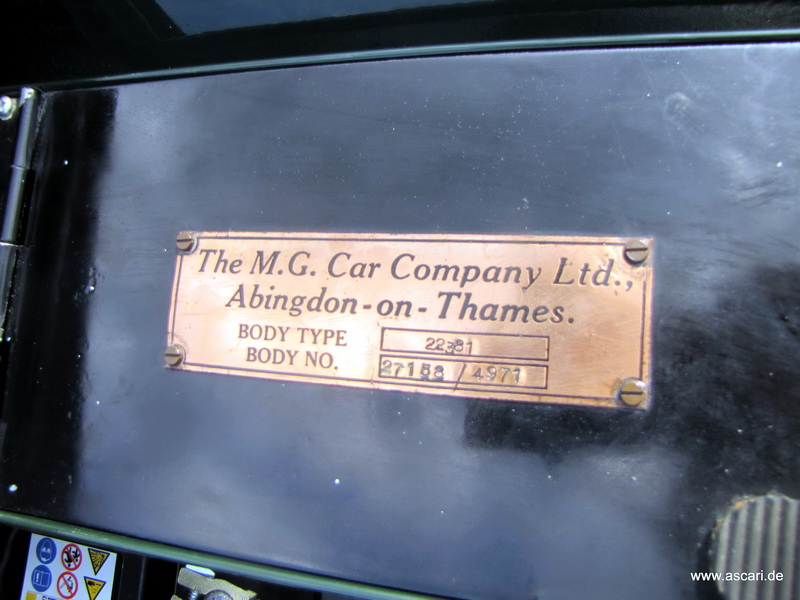 The M.G. Car Company Ltd.,
Abingdon-on-Thames.
BODY TYPE 22381
BODY NO. 27158 / 4971
www.ascari.de